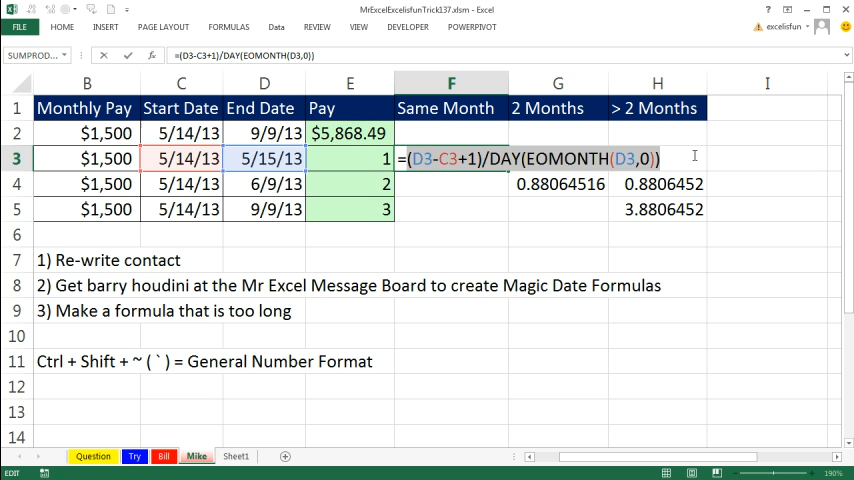 MrExcelExcelisfunTrick137.xlsm - Excel
FILE HOME INSERT PAGE LAYOUT FORMULAS Data REVIEW VIEW DEVELOPER POWERPIVOT excelisfun
SUMPROD... =(D3-C3+1)/DAY(EOMONTH(D3,0))
B C D E F G H I
1 Monthly Pay Start Date End Date Pay Same Month 2 Months > 2 Months
2 $1,500 5/14/13 9/9/13 $5,868.49
3 $1,500 5/14/13 5/15/13 1 =(D3-C3+1)/DAY(EOMONTH(D3,0))
4 $1,500 5/14/13 6/9/13 2 0.88064516 0.8806452
5 $1,500 5/14/13 9/9/13 3 3.8806452
6
7 1) Re-write contact
8 2) Get barry houdini at the Mr Excel Message Board to create Magic Date Formulas
9 3) Make a formula that is too long
10
11 Ctrl + Shift + ~ ( ` ) = General Number Format
12
13
14
Question Try Bill Mike Sheet1
EDIT 190%